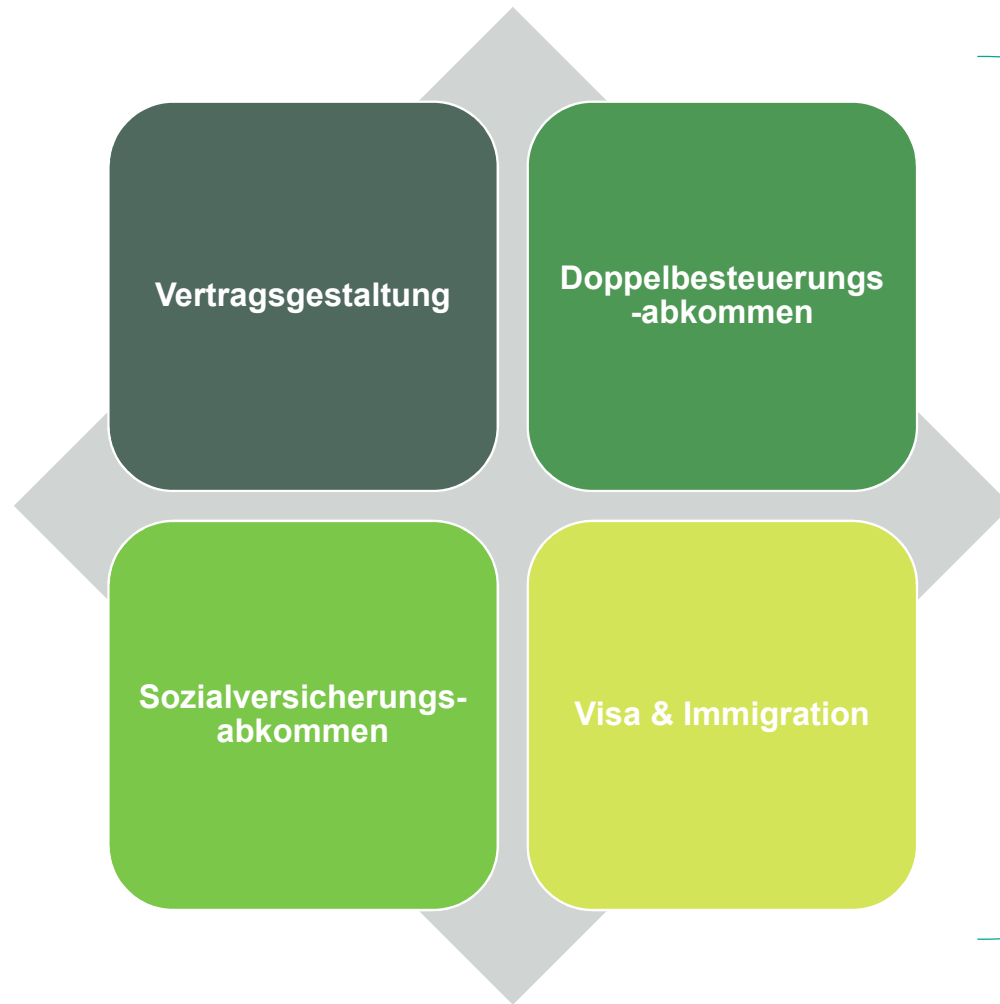 Vertragsgestaltung
Doppelbesteuerungs
-abkommen
Sozialversicherungs-
abkommen
Visa & Immigration